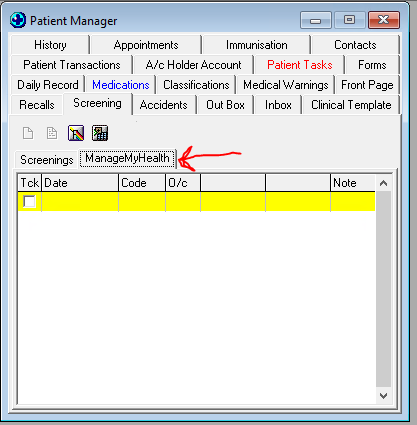 Patient Manager
History Appointments Immunisation Contacts
Patient Transactions A/c Holder Account Patient Tasks Forms
Daily Record Medications Classifications Medical Warnings Front Page
Recalls Screening Accidents Out Box Inbox Clinical Template
Screenings ManageMyHealth
Tck Date Code O/c Note